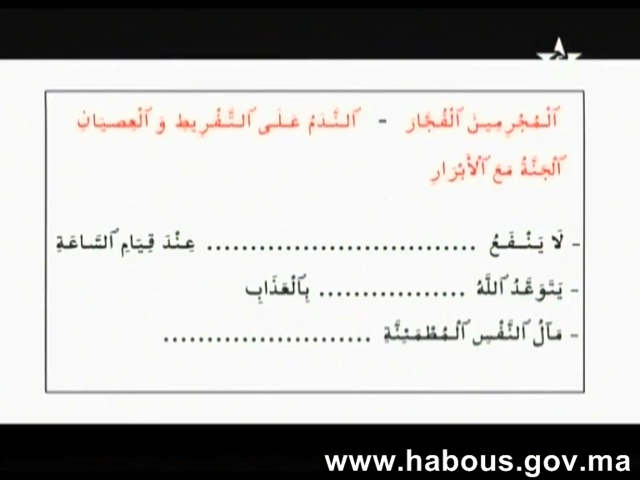 اَلْمُجْرِمِينَ اَلْفُجَّارَ - اَلنَّدَمُ عَلَى اَلتَّفْرِيطِ وَ اَلْعِصْيَانِ
اَلْجَنَّةُ مَعَ اَلْأَبْرَارِ
- لَا يَنْفَعُ .............................. عِنْدَ قِيَامِ اَلسَّاعَةِ
- يَتَوَعَّدُ اَللَّهُ ................. بِالْعَذَابِ
- مَآلُ اَلنَّفْسِ اَلْمُطْمَئِنَّةِ ........................
www.habous.gov.ma